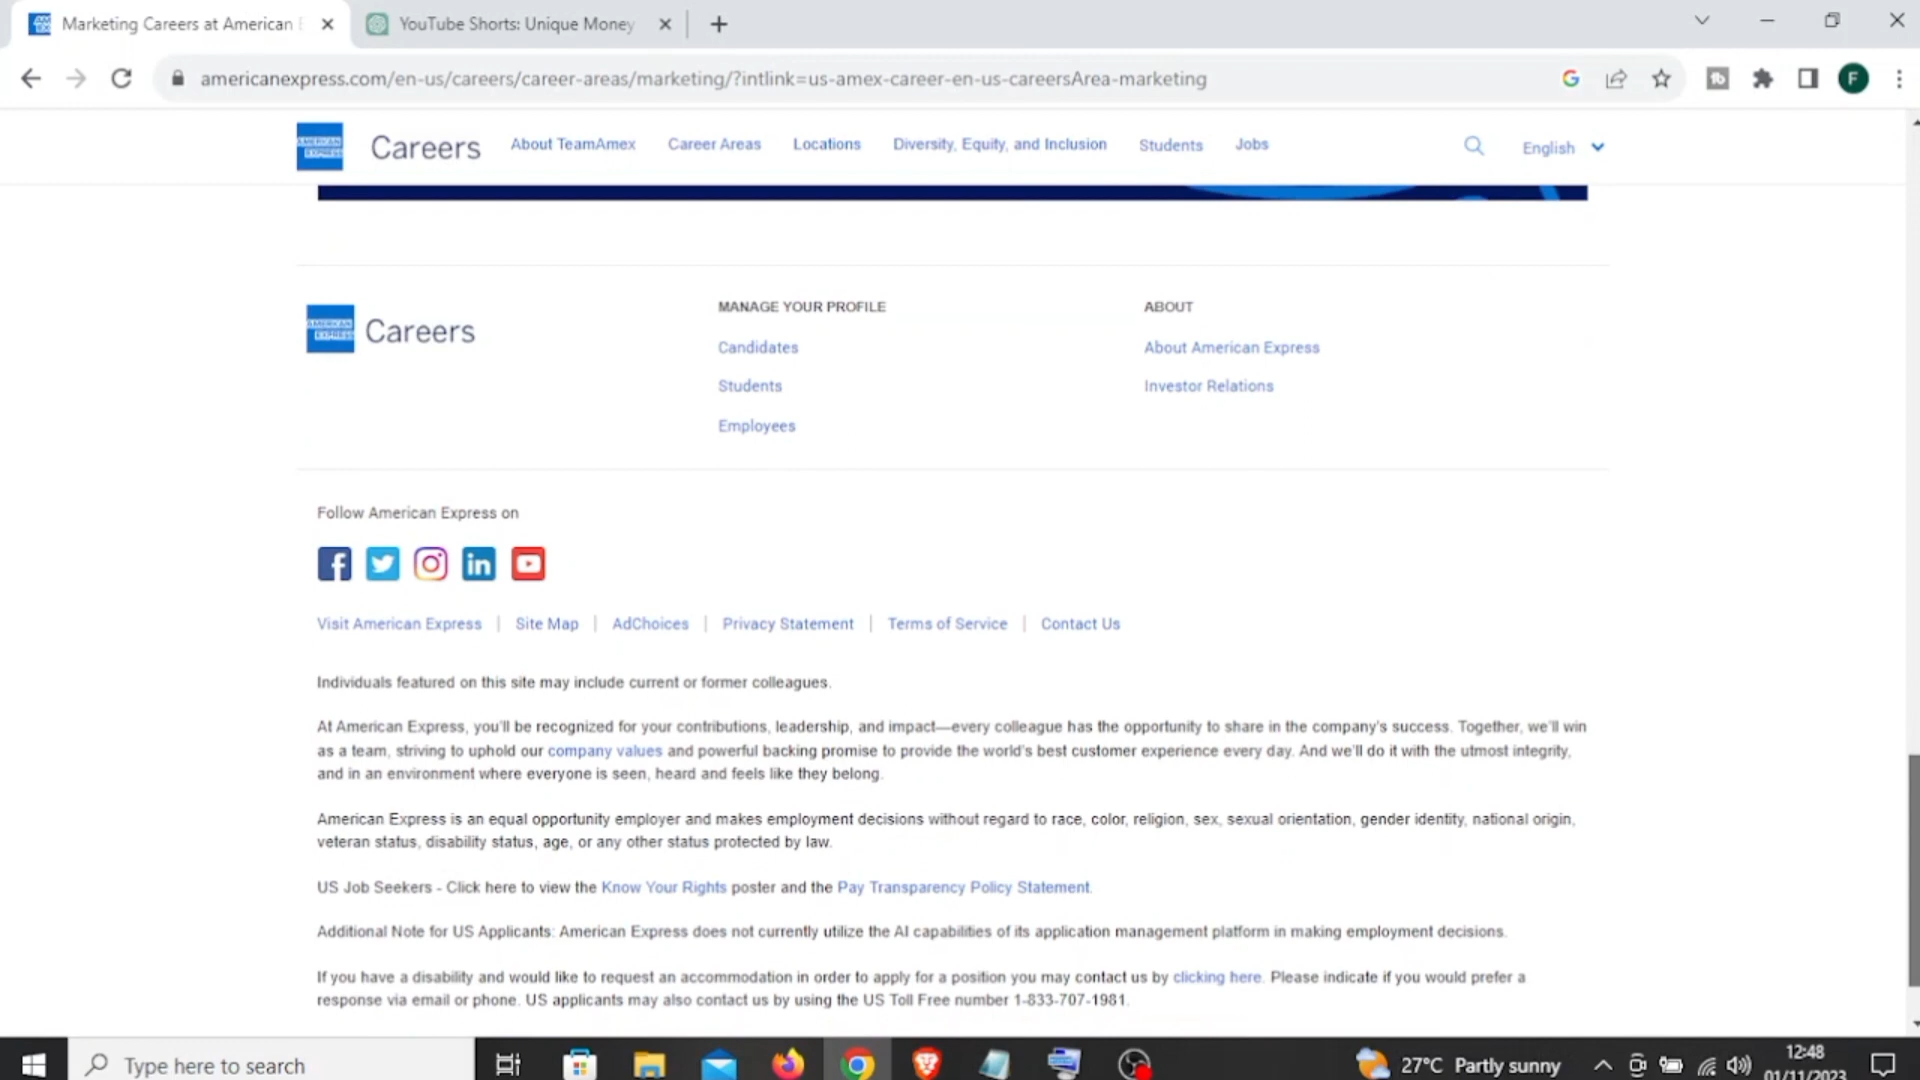 Marketing Careers at American E
YouTube Shorts: Unique Money
americanexpress.com/en-us/careers/career-areas/marketing/?intlink=us-amex-career-en-us-careersArea-marketing
F
AMERICAN EXPRESS
Careers
About TeamAmex
Career Areas
Locations
Diversity, Equity, and Inclusion
Students
Jobs
English
AMERICAN EXPRESS
Careers
MANAGE YOUR PROFILE
Candidates
Students
Employees
ABOUT
About American Express
Investor Relations
Follow American Express on
Visit American Express | Site Map | AdChoices | Privacy Statement | Terms of Service | Contact Us
Individuals featured on this site may include current or former colleagues.
At American Express, you'll be recognized for your contributions, leadership, and impact—every colleague has the opportunity to share in the company's success. Together, we'll win
as a team, striving to uphold our company values and powerful backing promise to provide the world's best customer experience every day. And we'll do it with the utmost integrity,
and in an environment where everyone is seen, heard and feels like they belong.
American Express is an equal opportunity employer and makes employment decisions without regard to race, color, religion, sex, sexual orientation, gender identity, national origin,
veteran status, disability status, age, or any other status protected by law.
US Job Seekers - Click here to view the Know Your Rights poster and the Pay Transparency Policy Statement.
Additional Note for US Applicants: American Express does not currently utilize the AI capabilities of its application management platform in making employment decisions.
If you have a disability and would like to request an accommodation in order to apply for a position you may contact us by clicking here. Please indicate if you would prefer a
response via email or phone. US applicants may also contact us by using the US Toll Free number 1-833-707-1981.
Type here to search
27°C Partly sunny
12:48
01/11/2023